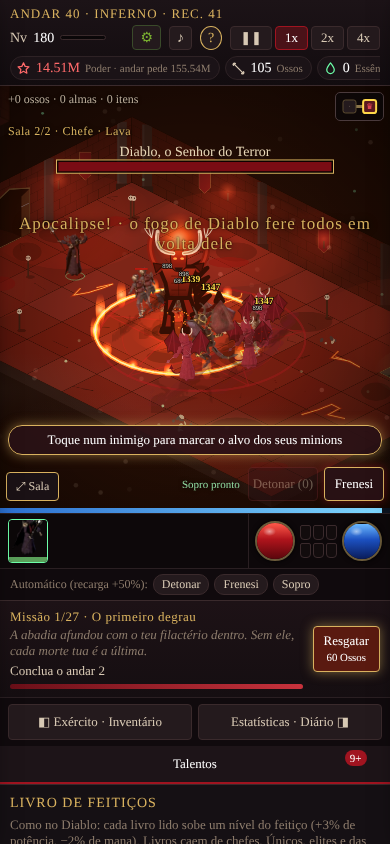 ANDAR 40 · INFERNO · REC. 41
Nv 180
?
❚❚ 1x 2x 4x
14.51M Poder · andar pede 155.54M
105 Ossos
0 Essên
+0 ossos · 0 almas · 0 itens
Sala 2/2 · Chefe · Lava
Diablo, o Senhor do Terror
Apocalipse! · o fogo de Diablo fere todos em
volta dele
898
898
1339
1347
1347
898
Toque num inimigo para marcar o alvo dos seus minions
⤢ Sala
Sopro pronto
Detonar (0)
Frenesi
Automático (recarga +50%): Detonar Frenesi Sopro
Missão 1/27 · O primeiro degrau
A abadia afundou com o teu filactério dentro. Sem ele,
cada morte tua é a última.
Conclua o andar 2
Resgatar
60 Ossos
◧ Exército · Inventário
Estatísticas · Diário ◨
Talentos
9+
LIVRO DE FEITIÇOS
Como no Diablo: cada livro lido sobe um nível do feitiço (+3% de
potência, −2% de mana). Livros caem de chefes, Únicos, elites e das